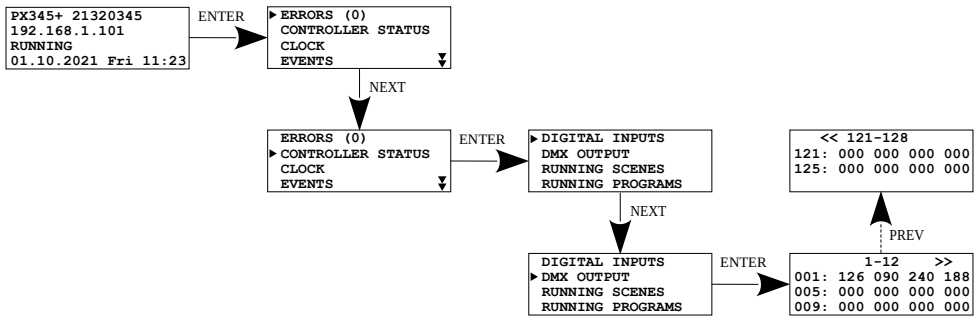 PX345+ 21320345
192.168.1.101
RUNNING
01.10.2021 Fri 11:23
ENTER
ERRORS (0)
CONTROLLER STATUS
CLOCK
EVENTS
NEXT
ERRORS (0)
CONTROLLER STATUS
CLOCK
EVENTS
ENTER
DIGITAL INPUTS
DMX OUTPUT
RUNNING SCENES
RUNNING PROGRAMS
NEXT
DIGITAL INPUTS
DMX OUTPUT
RUNNING SCENES
RUNNING PROGRAMS
ENTER
1-12 >>
001: 126 090 240 188
005: 000 000 000 000
009: 000 000 000 000
PREV
<< 121-128
121: 000 000 000 000
125: 000 000 000 000